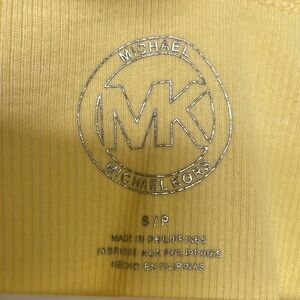 MICHAEL
MK
MICHAEL KORS
S / P
MADE IN PHILIPPINES
FABRIQUÉ AUX PHILIPPINES
HECHO EN FILIPINAS